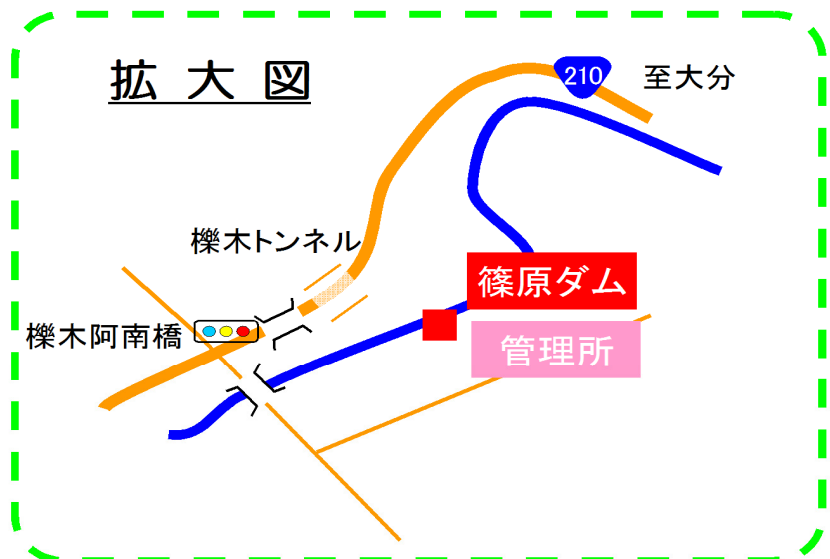 拡大図
210
至大分
櫟木トンネル
篠原ダム
櫟木阿南橋
管理所